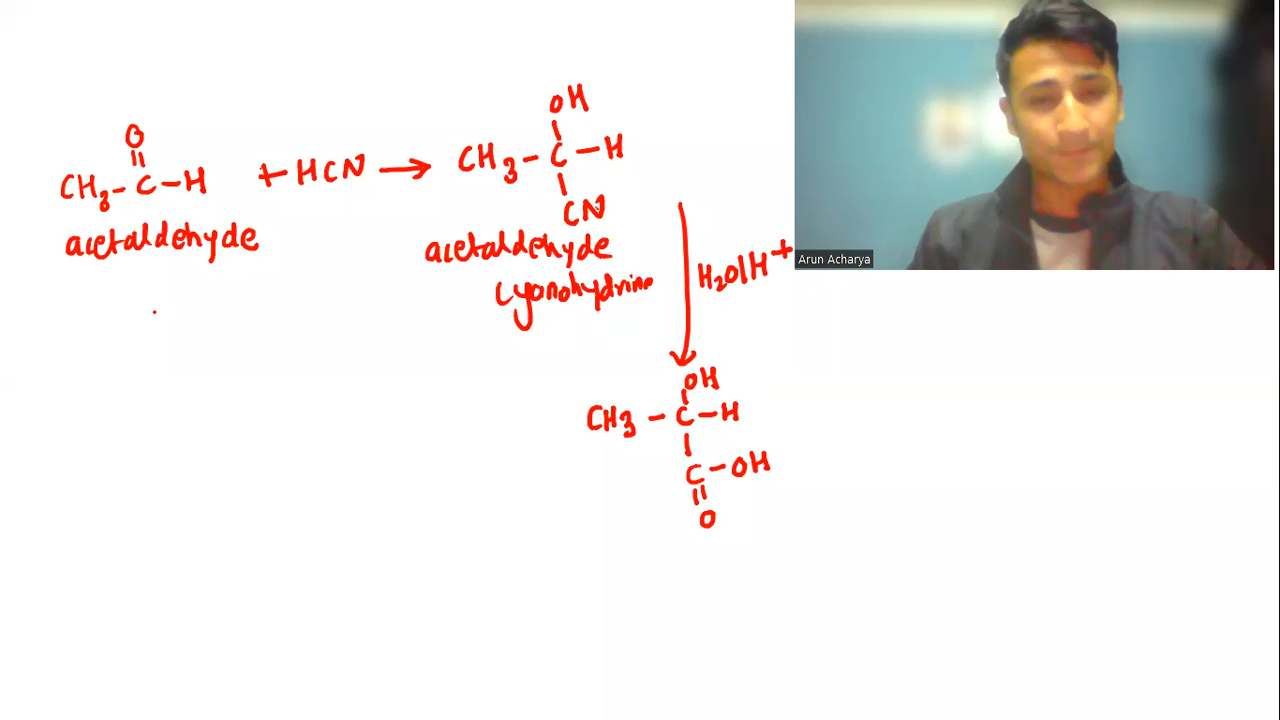 O
||
CH3-C-H + HCN →
acetaldehyde
OH
|
CH3-C-H
|
CN
acetaldehyde
cyanohydrine
H2O/H+
OH
|
CH3-C-H
|
C-OH
||
O
Arun Acharya